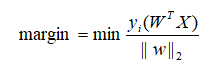 margin = min y_i(W^T X) / ‖ w ‖_2